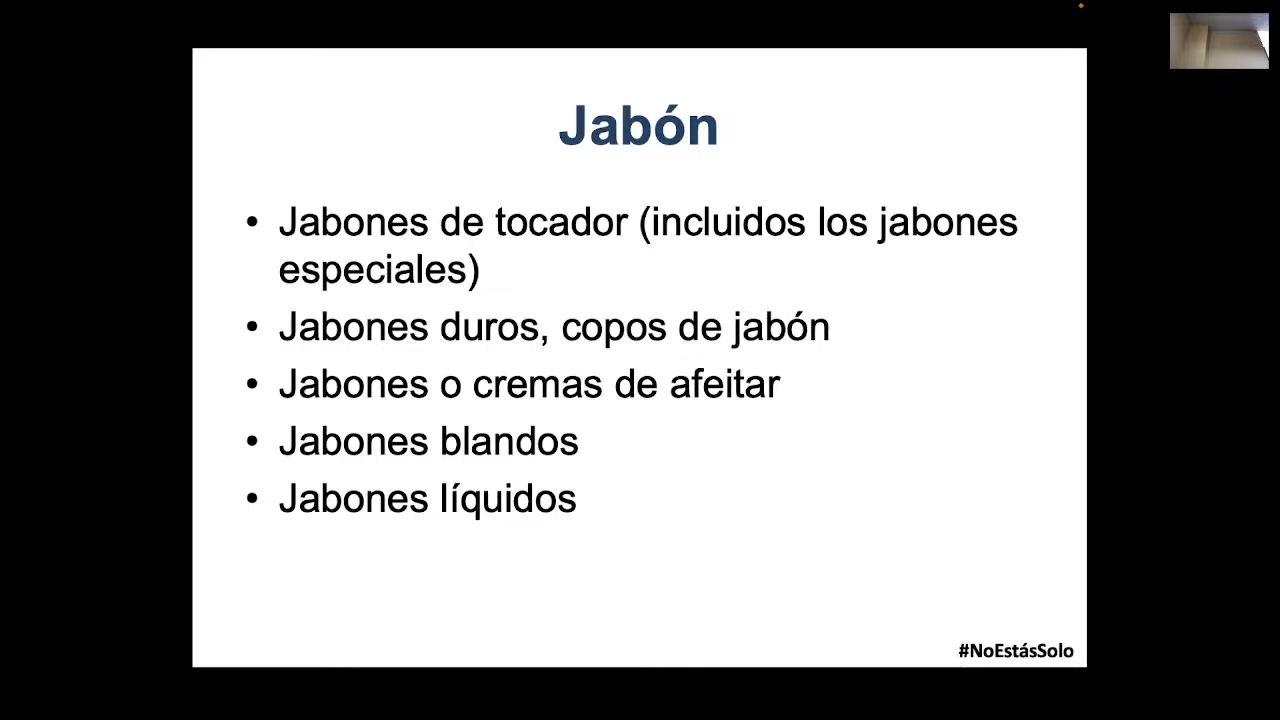 Jabón
• Jabones de tocador (incluidos los jabones
especiales)
• Jabones duros, copos de jabón
• Jabones o cremas de afeitar
• Jabones blandos
• Jabones líquidos
#NoEstásSolo